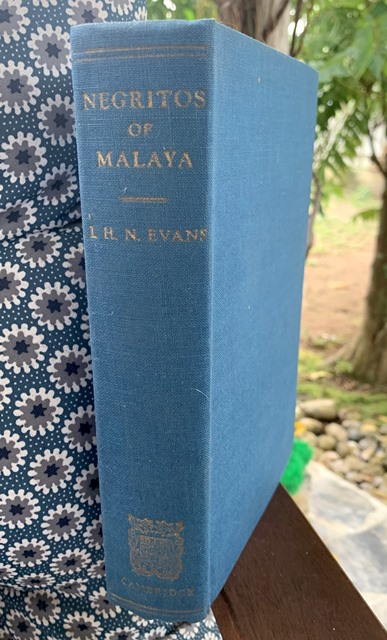 NEGRITOS
OF
MALAYA
I. H. N. EVANS
CAMBRIDGE